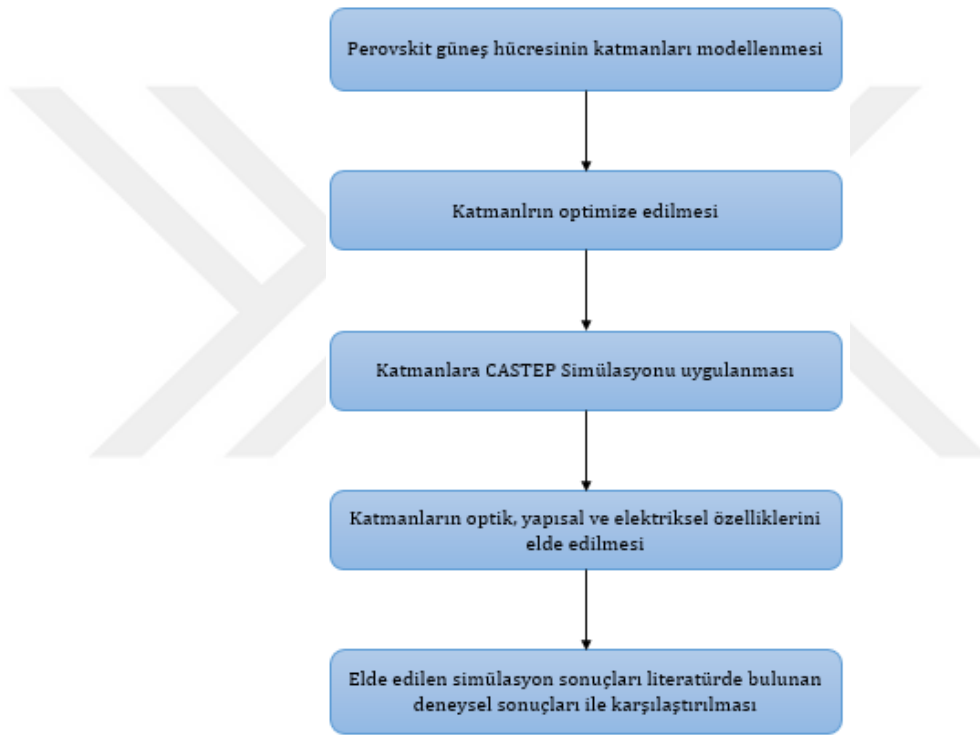 Perovskit güneş hücresinin katmanları modellenmesi
Katmanlrın optimize edilmesi
Katmanlara CASTEP Simülasyonu uygulanması
Katmanların optik, yapısal ve elektriksel özelliklerini
elde edilmesi
Elde edilen simülasyon sonuçları literatürde bulunan
deneysel sonuçları ile karşılaştırılması